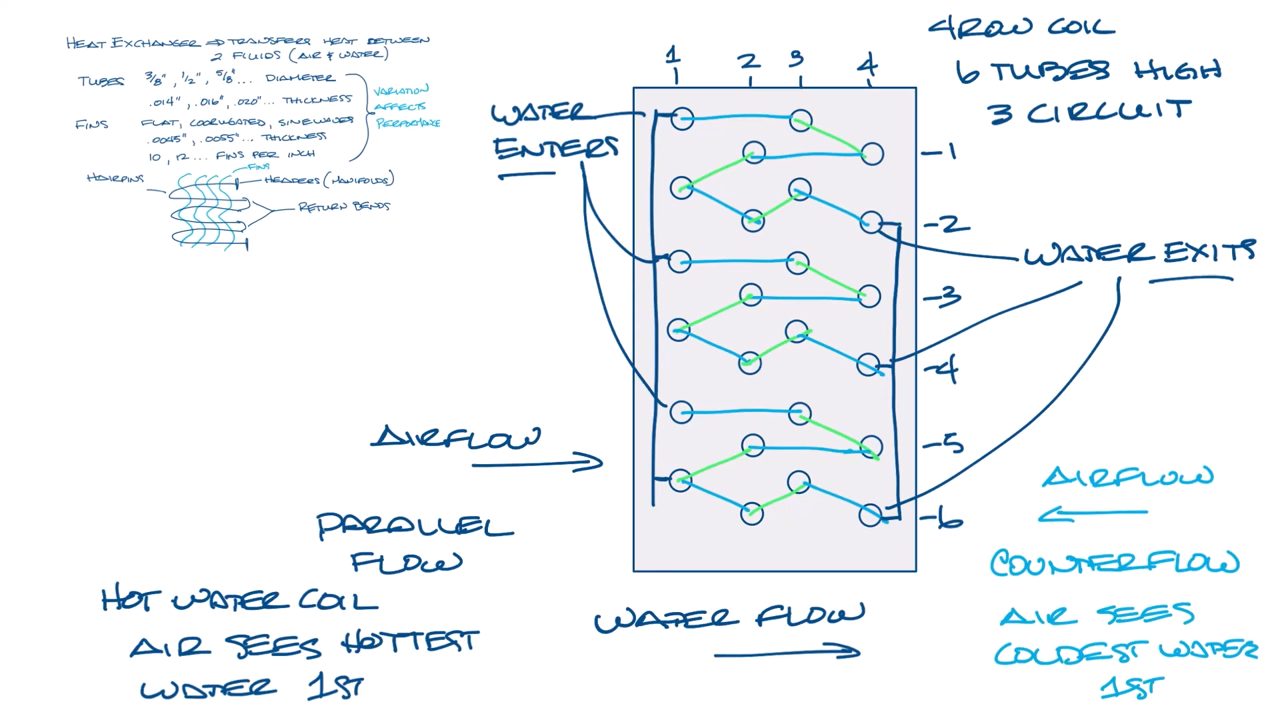 HEAT EXCHANGER ⇒ TRANSFERS HEAT BETWEEN
2 FLUIDS (AIR & WATER)
TUBES 3/8", 1/2", 5/8"... DIAMETER
.014", .016", .020"... THICKNESS
FINS FLAT, CORRUGATED, SINEWAVES
.0045", .0055"... THICKNESS
10, 12... FINS PER INCH
VARIATION
AFFECTS
PERFORMANCE
FINS
HAIRPINS
HEADERS (MANIFOLDS)
RETURN BENDS
4 ROW COIL
6 TUBES HIGH
3 CIRCUIT
1 2 3 4
WATER
ENTERS
-1
-2
-3
-4
-5
-6
WATER EXITS
AIRFLOW
PARALLEL
FLOW
HOT WATER COIL
AIR SEES HOTTEST
WATER 1ST
WATER FLOW
AIRFLOW
COUNTERFLOW
AIR SEES
COLDEST WATER
1ST